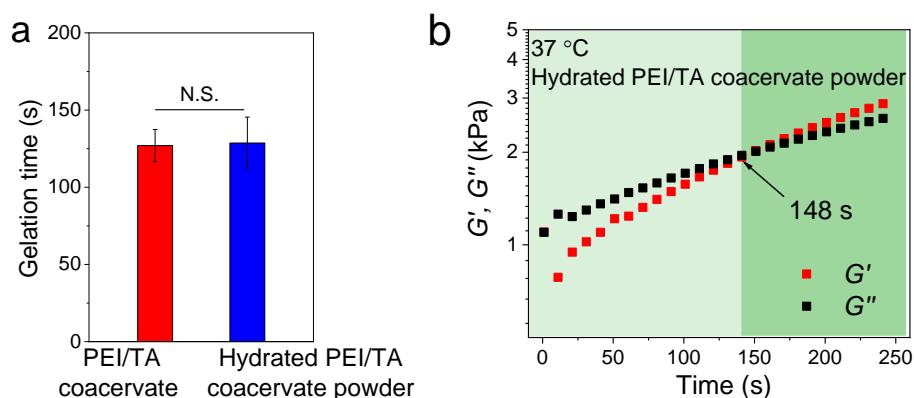 a
200
150
100
50
0
Gelation time (s)
N.S.
PEI/TA
coacervate
Hydrated PEI/TA
coacervate powder
b
5
3
2
1
G', G" (kPa)
37 °C
Hydrated PEI/TA coacervate powder
148 s
G'
G"
0 50 100 150 200 250
Time (s)